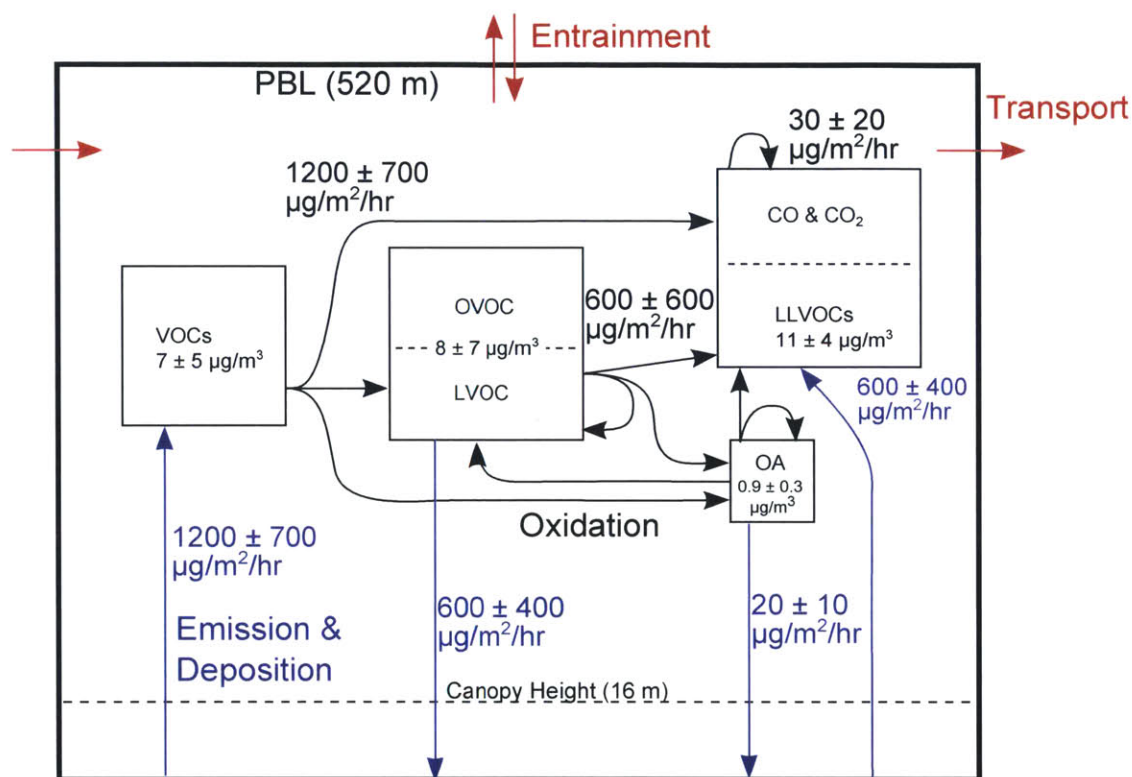 Entrainment
PBL (520 m)
Transport
30 ± 20
µg/m²/hr
1200 ± 700
µg/m²/hr
CO & CO₂
OVOC
600 ± 600
µg/m²/hr
VOCs
7 ± 5 µg/m³
8 ± 7 µg/m³
LLVOCs
11 ± 4 µg/m³
LVOC
600 ± 400
µg/m²/hr
OA
0.9 ± 0.3
µg/m³
Oxidation
1200 ± 700
µg/m²/hr
600 ± 400
µg/m²/hr
20 ± 10
µg/m²/hr
Emission &
Deposition
Canopy Height (16 m)